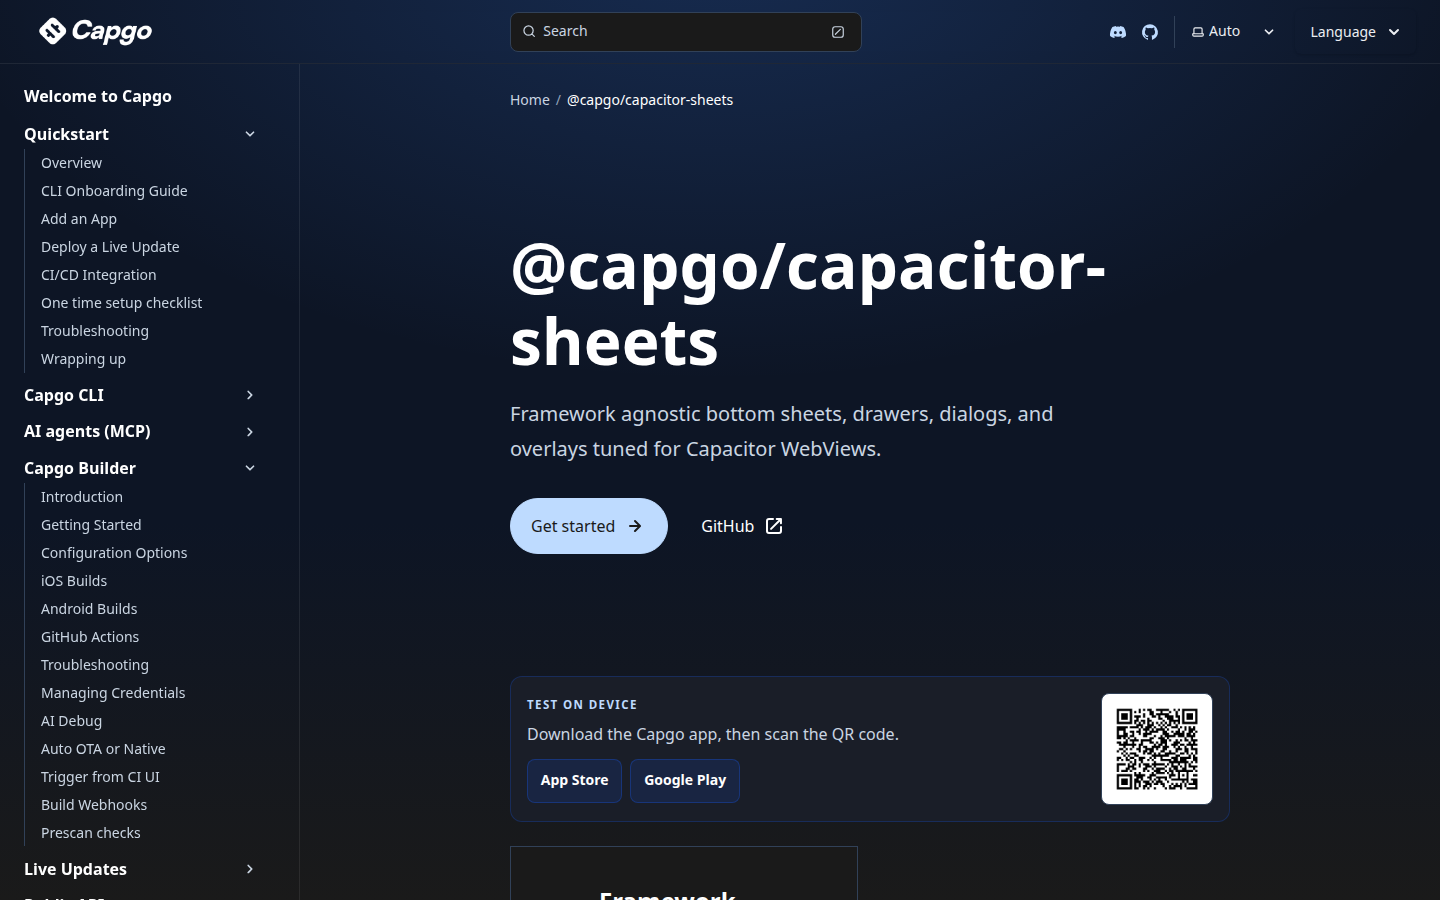 Capgo
Search
Auto
Language
Welcome to Capgo
Quickstart
Overview
CLI Onboarding Guide
Add an App
Deploy a Live Update
CI/CD Integration
One time setup checklist
Troubleshooting
Wrapping up
Capgo CLI
AI agents (MCP)
Capgo Builder
Introduction
Getting Started
Configuration Options
iOS Builds
Android Builds
GitHub Actions
Troubleshooting
Managing Credentials
AI Debug
Auto OTA or Native
Trigger from CI UI
Build Webhooks
Prescan checks
Live Updates
Home / @capgo/capacitor-sheets
@capgo/capacitor-
sheets
Framework agnostic bottom sheets, drawers, dialogs, and
overlays tuned for Capacitor WebViews.
Get started
GitHub
TEST ON DEVICE
Download the Capgo app, then scan the QR code.
App Store
Google Play
Framework